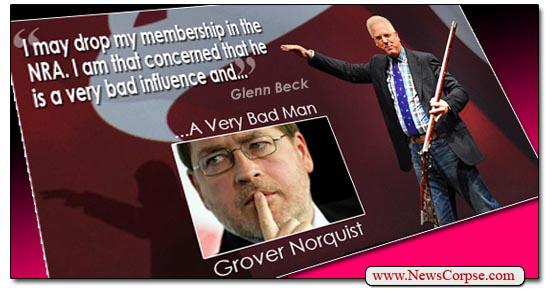 "I may drop my membership in the
NRA. I am that concerned that he
is a very bad influence and..."
Glenn Beck
...A Very Bad Man
Grover Norquist
www.NewsCorpse.com